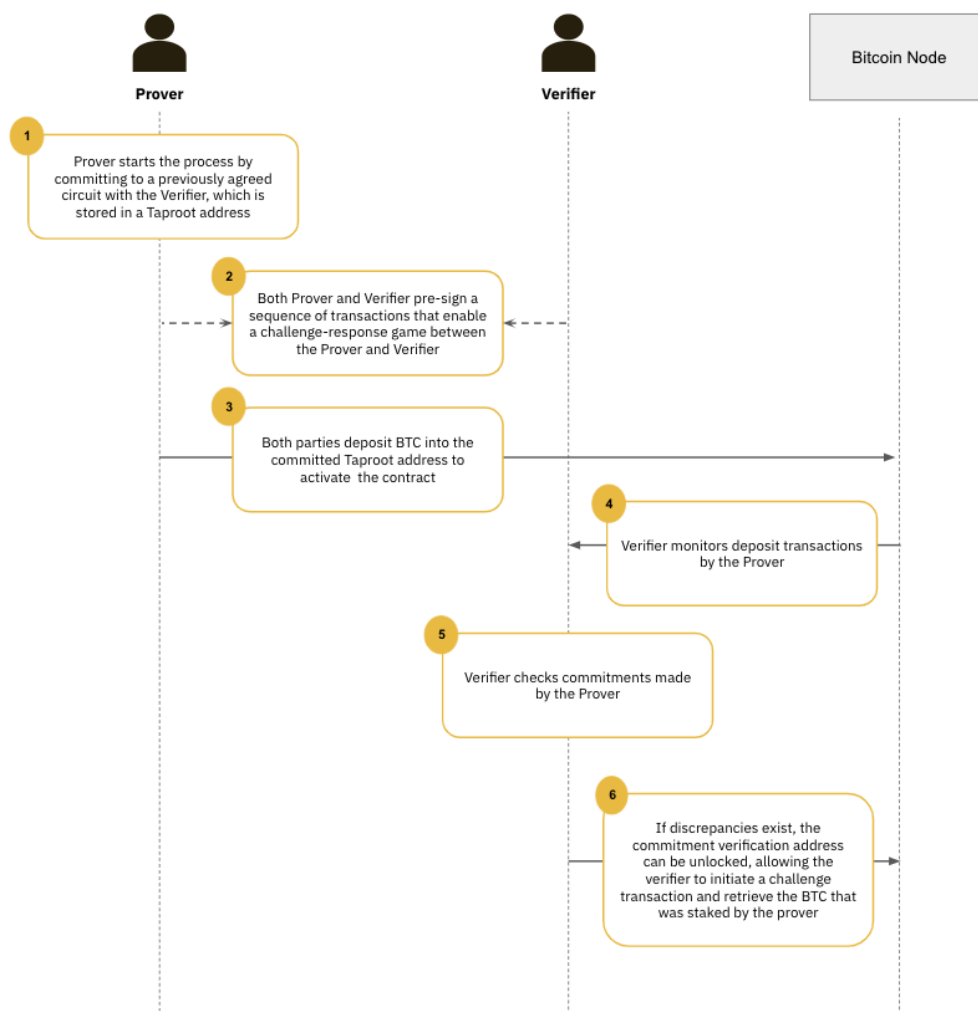 Prover
Verifier
Bitcoin Node
1
Prover starts the process by
committing to a previously agreed
circuit with the Verifier, which is
stored in a Taproot address
2
Both Prover and Verifier pre-sign a
sequence of transactions that enable
a challenge-response game between
the Prover and Verifier
3
Both parties deposit BTC into the
committed Taproot address to
activate the contract
4
Verifier monitors deposit transactions
by the Prover
5
Verifier checks commitments made
by the Prover
6
If discrepancies exist, the
commitment verification address
can be unlocked, allowing the
verifier to initiate a challenge
transaction and retrieve the BTC that
was staked by the prover